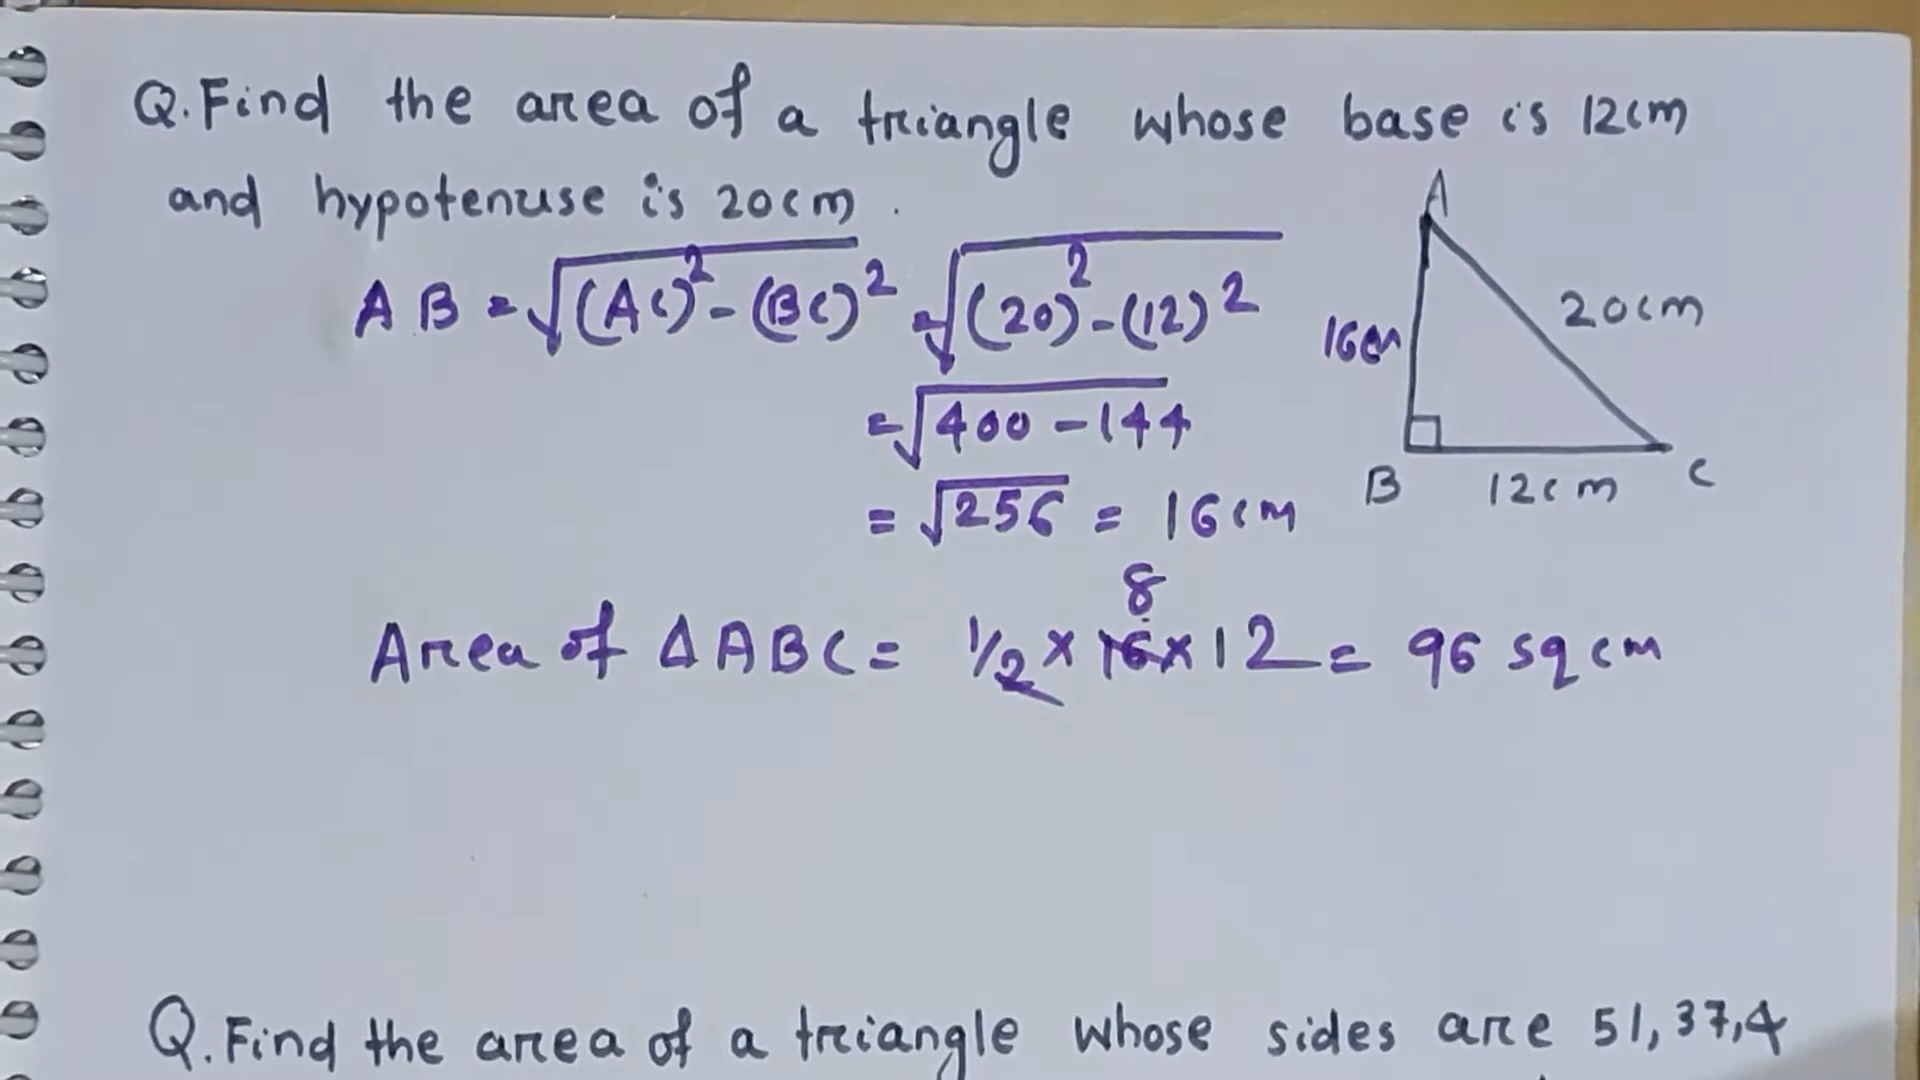 Q. Find the area of a triangle whose base is 12cm
and hypotenuse is 20cm.
A
AB = √(AC)² - (BC)² = √(20)² - (12)²
20cm
16cm
= √400 - 144
B 12cm C
= √256 = 16cm
8
Area of ΔABC = 1/2 × 16 × 12 = 96 sq cm
Q. Find the area of a triangle whose sides are 51, 37, 4